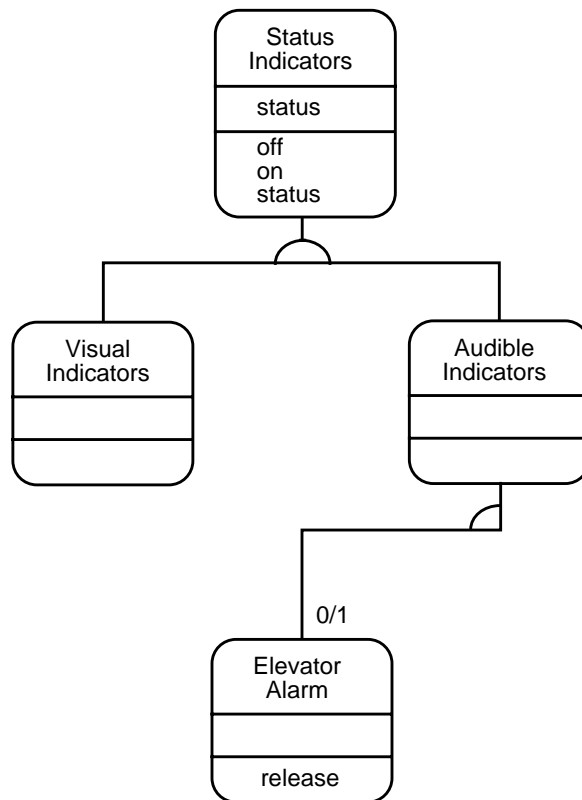 Status
Indicators
status
off
on
status
Visual
Indicators
Audible
Indicators
0/1
Elevator
Alarm
release